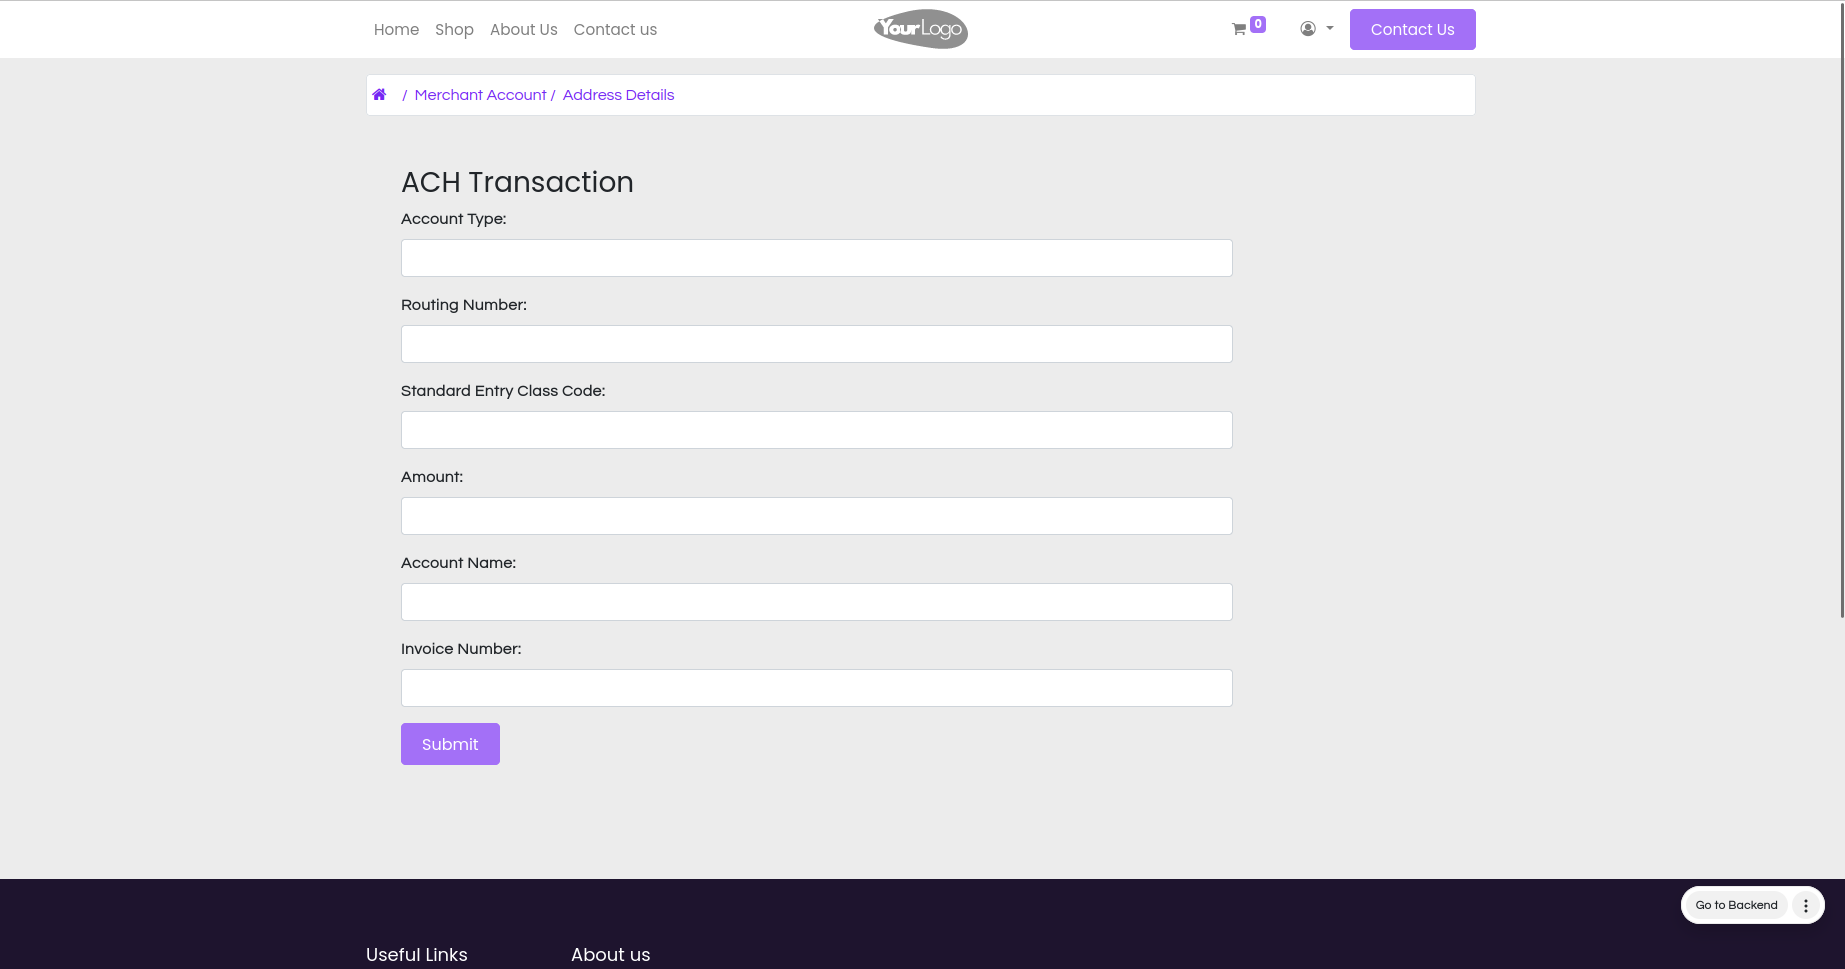 Home Shop About Us Contact us YourLogo 0 Contact Us
/ Merchant Account / Address Details
ACH Transaction
Account Type:
Routing Number:
Standard Entry Class Code:
Amount:
Account Name:
Invoice Number:
Submit
Go to Backend
Useful Links About us